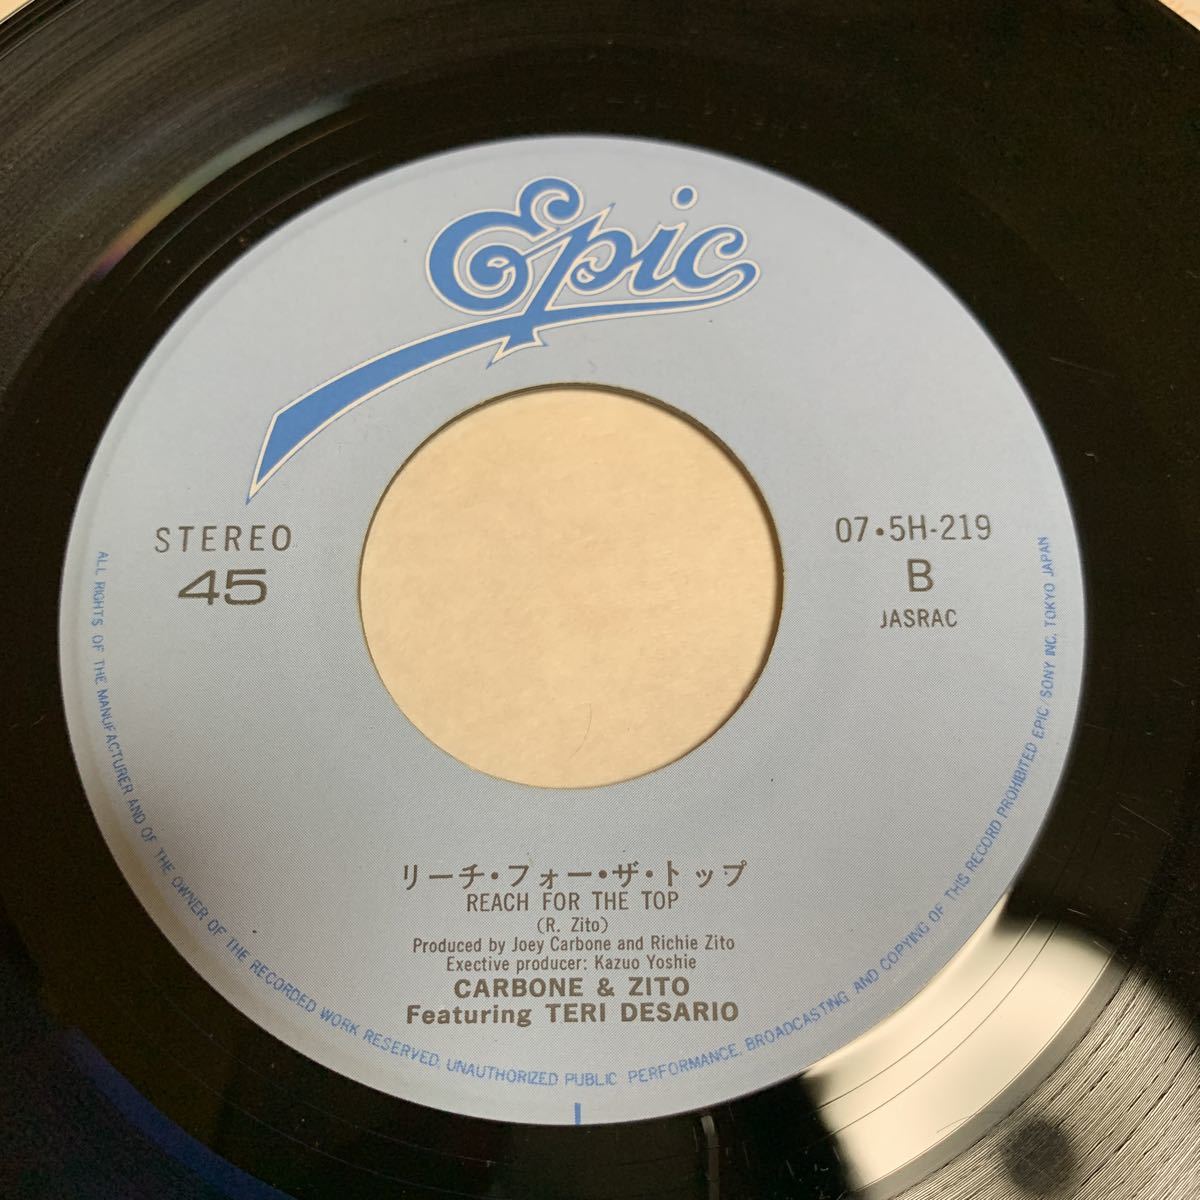 Epic
STEREO
45
07•5H-219
B
JASRAC
リーチ・フォー・ザ・トップ
REACH FOR THE TOP
(R. Zito)
Produced by Joey Carbone and Richie Zito
Exective producer: Kazuo Yoshie
CARBONE & ZITO
Featuring TERI DESARIO
ALL RIGHTS OF THE MANUFACTURER AND OF THE OWNER OF THE RECORDED WORK RESERVED. UNAUTHORIZED PUBLIC PERFORMANCE, BROADCASTING AND COPYING OF THIS RECORD PROHIBITED EPIC/SONY INC. TOKYO JAPAN